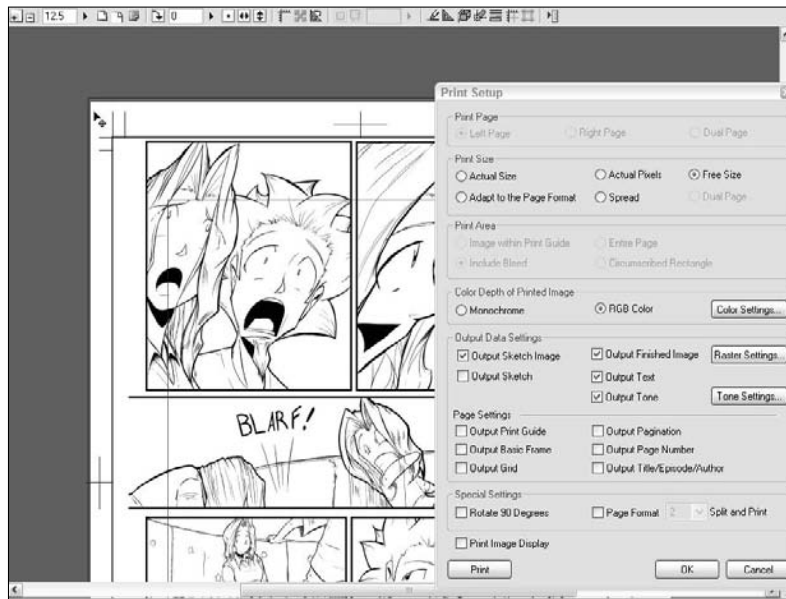 12.5
0
Print Setup
Print Page
Left Page Right Page Dual Page
Print Size
Actual Size Actual Pixels Free Size
Adapt to the Page Format Spread Dual Page
Print Area
Image within Print Guide Entire Page
Include Bleed Circumscribed Rectangle
Color Depth of Printed Image
Monochrome RGB Color Color Settings...
Output Data Settings
Output Sketch Image Output Finished Image Raster Settings...
Output Sketch Output Text
Output Tone Tone Settings...
Page Settings
Output Print Guide Output Pagination
Output Basic Frame Output Page Number
Output Grid Output Title/Episode/Author
Special Settings
Rotate 90 Degrees Page Format 2 Split and Print
Print Image Display
Print OK Cancel
BLARF!